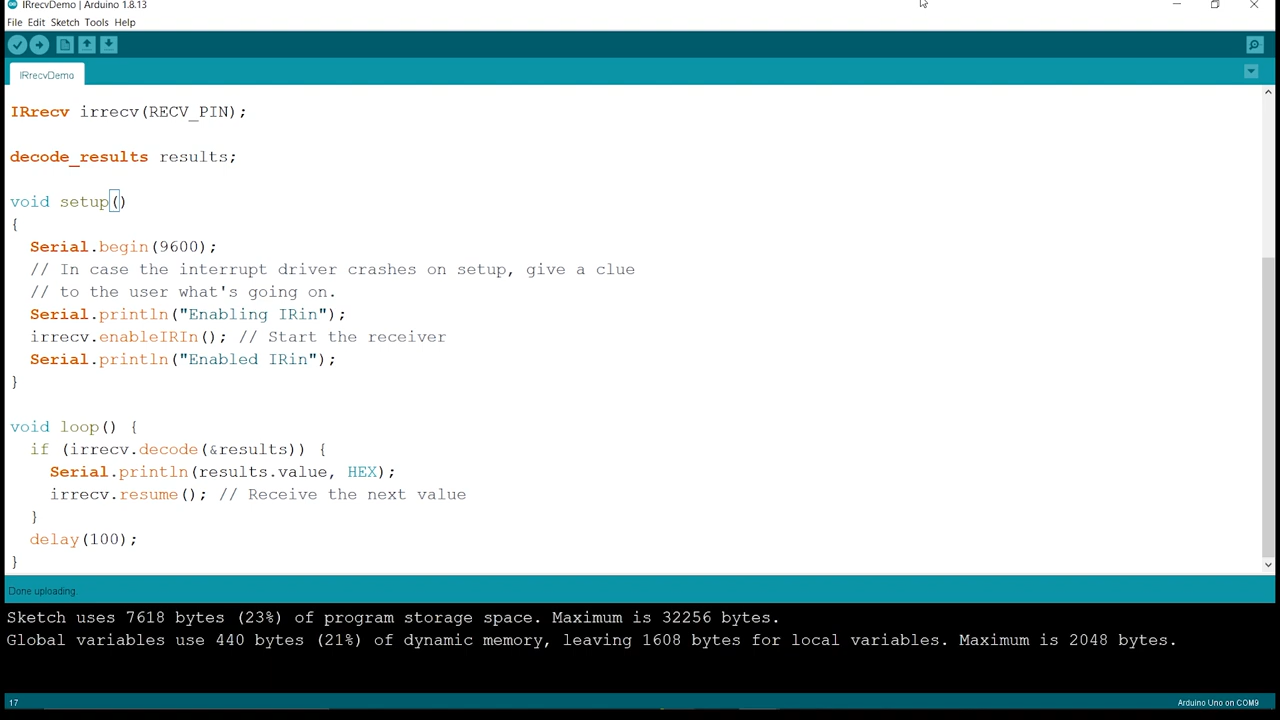 IRrecvDemo | Arduino 1.8.13
File Edit Sketch Tools Help
IRrecvDemo
IRrecv irrecv(RECV_PIN);
decode_results results;
void setup()
{
  Serial.begin(9600);
  // In case the interrupt driver crashes on setup, give a clue
  // to the user what's going on.
  Serial.println("Enabling IRin");
  irrecv.enableIRIn(); // Start the receiver
  Serial.println("Enabled IRin");
}
void loop() {
  if (irrecv.decode(&results)) {
    Serial.println(results.value, HEX);
    irrecv.resume(); // Receive the next value
  }
  delay(100);
}
Done uploading.
Sketch uses 7618 bytes (23%) of program storage space. Maximum is 32256 bytes.
Global variables use 440 bytes (21%) of dynamic memory, leaving 1608 bytes for local variables. Maximum is 2048 bytes.
17 Arduino Uno on COM9